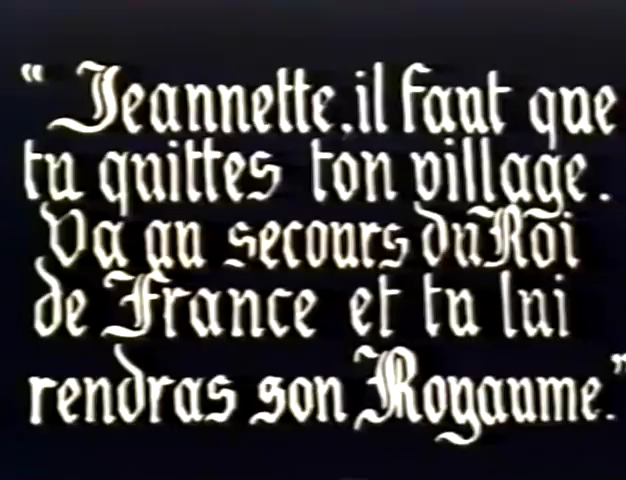 “ Jeannette, il faut que
tu quittes ton village.
Va au secours du Roi
de France et tu lui
rendras son Royaume.”